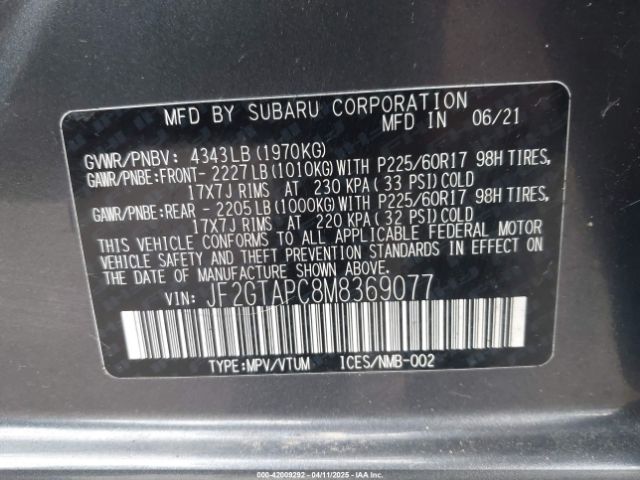 MFD BY SUBARU CORPORATION
MFD IN 06/21
GVWR/PNBV: 4343LB(1970KG)
GAWR/PNBE:FRONT- 2227LB(1010KG)WITH P225/60R17 98H TIRES,
17X7J RIMS AT 230 KPA(33 PSI)COLD
GAWR/PNBE:REAR - 2205LB(1000KG)WITH P225/60R17 98H TIRES,
17X7J RIMS AT 220 KPA(32 PSI)COLD
THIS VEHICLE CONFORMS TO ALL APPLICABLE FEDERAL MOTOR
VEHICLE SAFETY AND THEFT PREVENTION STANDARDS IN EFFECT ON
THE DATE OF MANUFACTURE SHOWN ABOVE.
VIN: JF2GTAPC8M8369077
TYPE:MPV/VTUM ICES/NMB-002
000-42009292 - 04/11/2025 - IAAI.COM